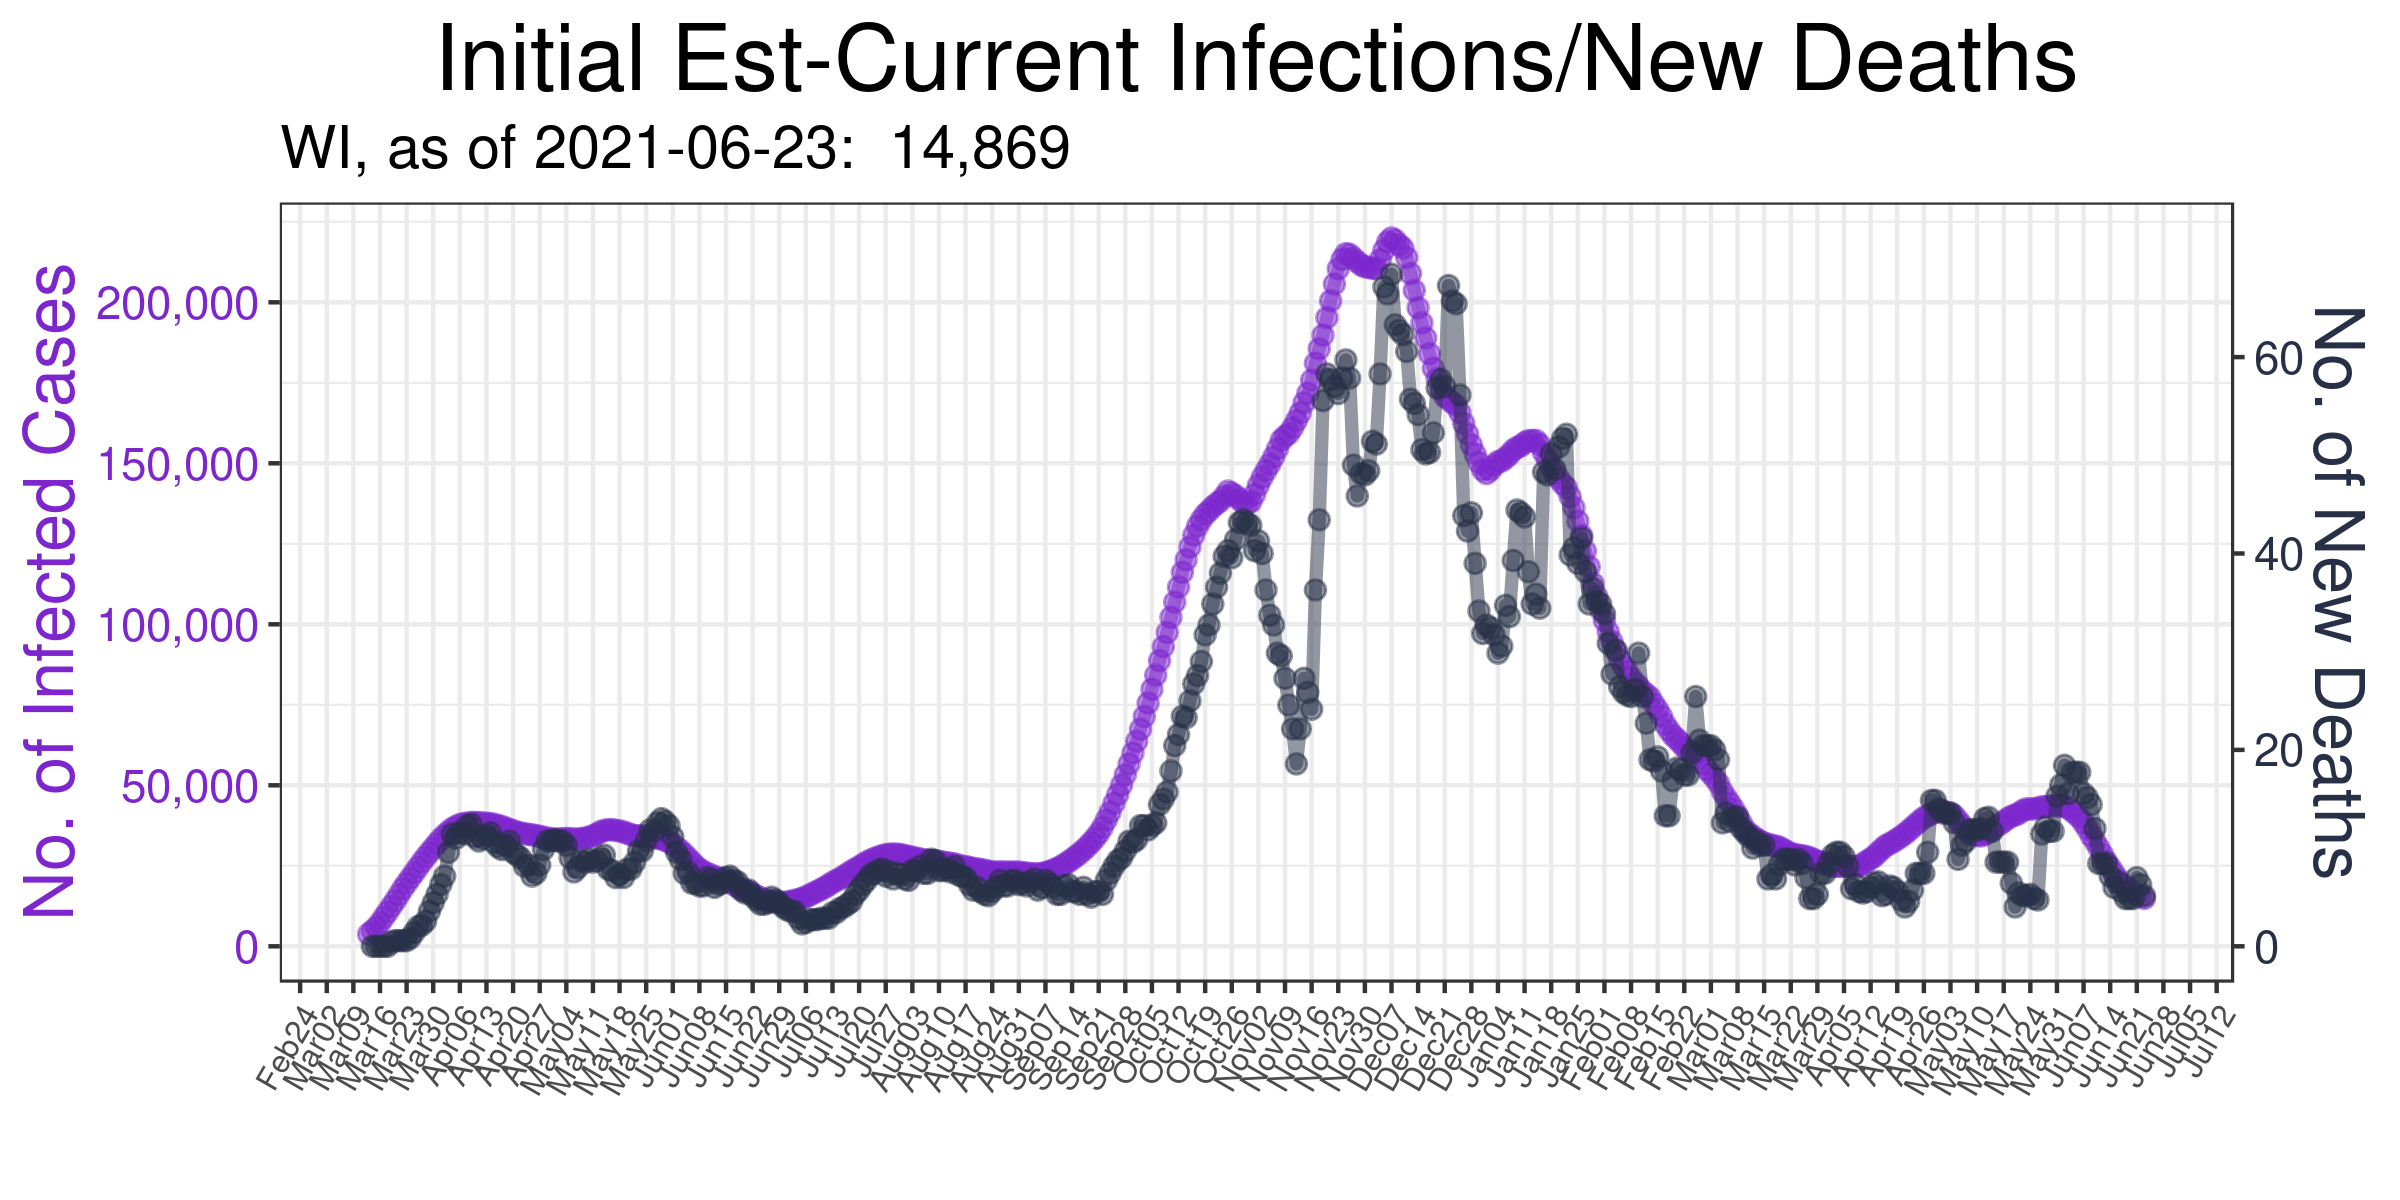 Initial Est-Current Infections/New Deaths
WI, as of 2021-06-23:  14,869
No. of Infected Cases
200,000
150,000
100,000
50,000
0
60
40
20
0
No. of New Deaths
Feb24
Mar02
Mar09
Mar16
Mar23
Mar30
Apr06
Apr13
Apr20
Apr27
May04
May11
May18
May25
Jun01
Jun08
Jun15
Jun22
Jun29
Jul06
Jul13
Jul20
Jul27
Aug03
Aug10
Aug17
Aug24
Aug31
Sep07
Sep14
Sep21
Sep28
Oct05
Oct12
Oct19
Oct26
Nov02
Nov09
Nov16
Nov23
Nov30
Dec07
Dec14
Dec21
Dec28
Jan04
Jan11
Jan18
Jan25
Feb01
Feb08
Feb15
Feb22
Mar01
Mar08
Mar15
Mar22
Mar29
Apr05
Apr12
Apr19
Apr26
May03
May10
May17
May24
May31
Jun07
Jun14
Jun21
Jun28
Jul05
Jul12